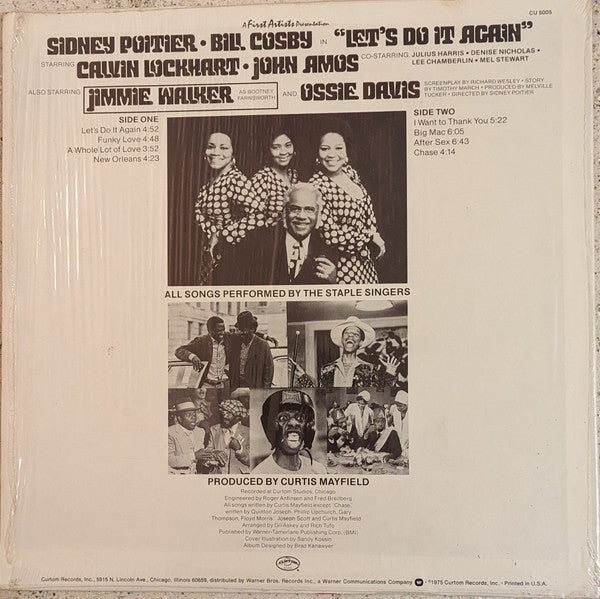 CU 5005
A First Artists Presentation
SIDNEY POITIER • BILL COSBY IN "LET'S DO IT AGAIN"
STARRING CALVIN LOCKHART • JOHN AMOS CO-STARRING: JULIUS HARRIS • DENISE NICHOLAS •
LEE CHAMBERLIN • MEL STEWART
ALSO STARRING JIMMIE WALKER AS BOOTNEY
FARNSWORTH AND OSSIE DAVIS SCREENPLAY BY RICHARD WESLEY • STORY
BY TIMOTHY MARCH • PRODUCED BY MELVILLE
TUCKER • DIRECTED BY SIDNEY POITIER
SIDE ONE
Let's Do It Again 4:52
Funky Love 4:48
A Whole Lot of Love 3:52
New Orleans 4:23
SIDE TWO
I Want to Thank You 5:22
Big Mac 6:05
After Sex 6:43
Chase 4:14
ALL SONGS PERFORMED BY THE STAPLE SINGERS
PRODUCED BY CURTIS MAYFIELD
Recorded at Curtom Studios, Chicago
Engineered by Roger Anfinsen and Fred Breitberg
All songs written by Curtis Mayfield except "Chase,"
written by Quinton Joseph, Phillip Upchurch, Gary
Thompson, Floyd Morris, Joseph Scott and Curtis Mayfield
Arranged by Gil Askey and Rich Tufo
Published by Warner-Tamerlane Publishing Corp. (BMI)
Cover Illustration by Sandy Kossin
Album Designed by Brad Kanawyer
Curtom Records, Inc., 5915 N. Lincoln Ave., Chicago, Illinois 60659, distributed by Warner Bros. Records Inc., a Warner Communications Company • ©1975 Curtom Records, Inc. • Printed in U.S.A.